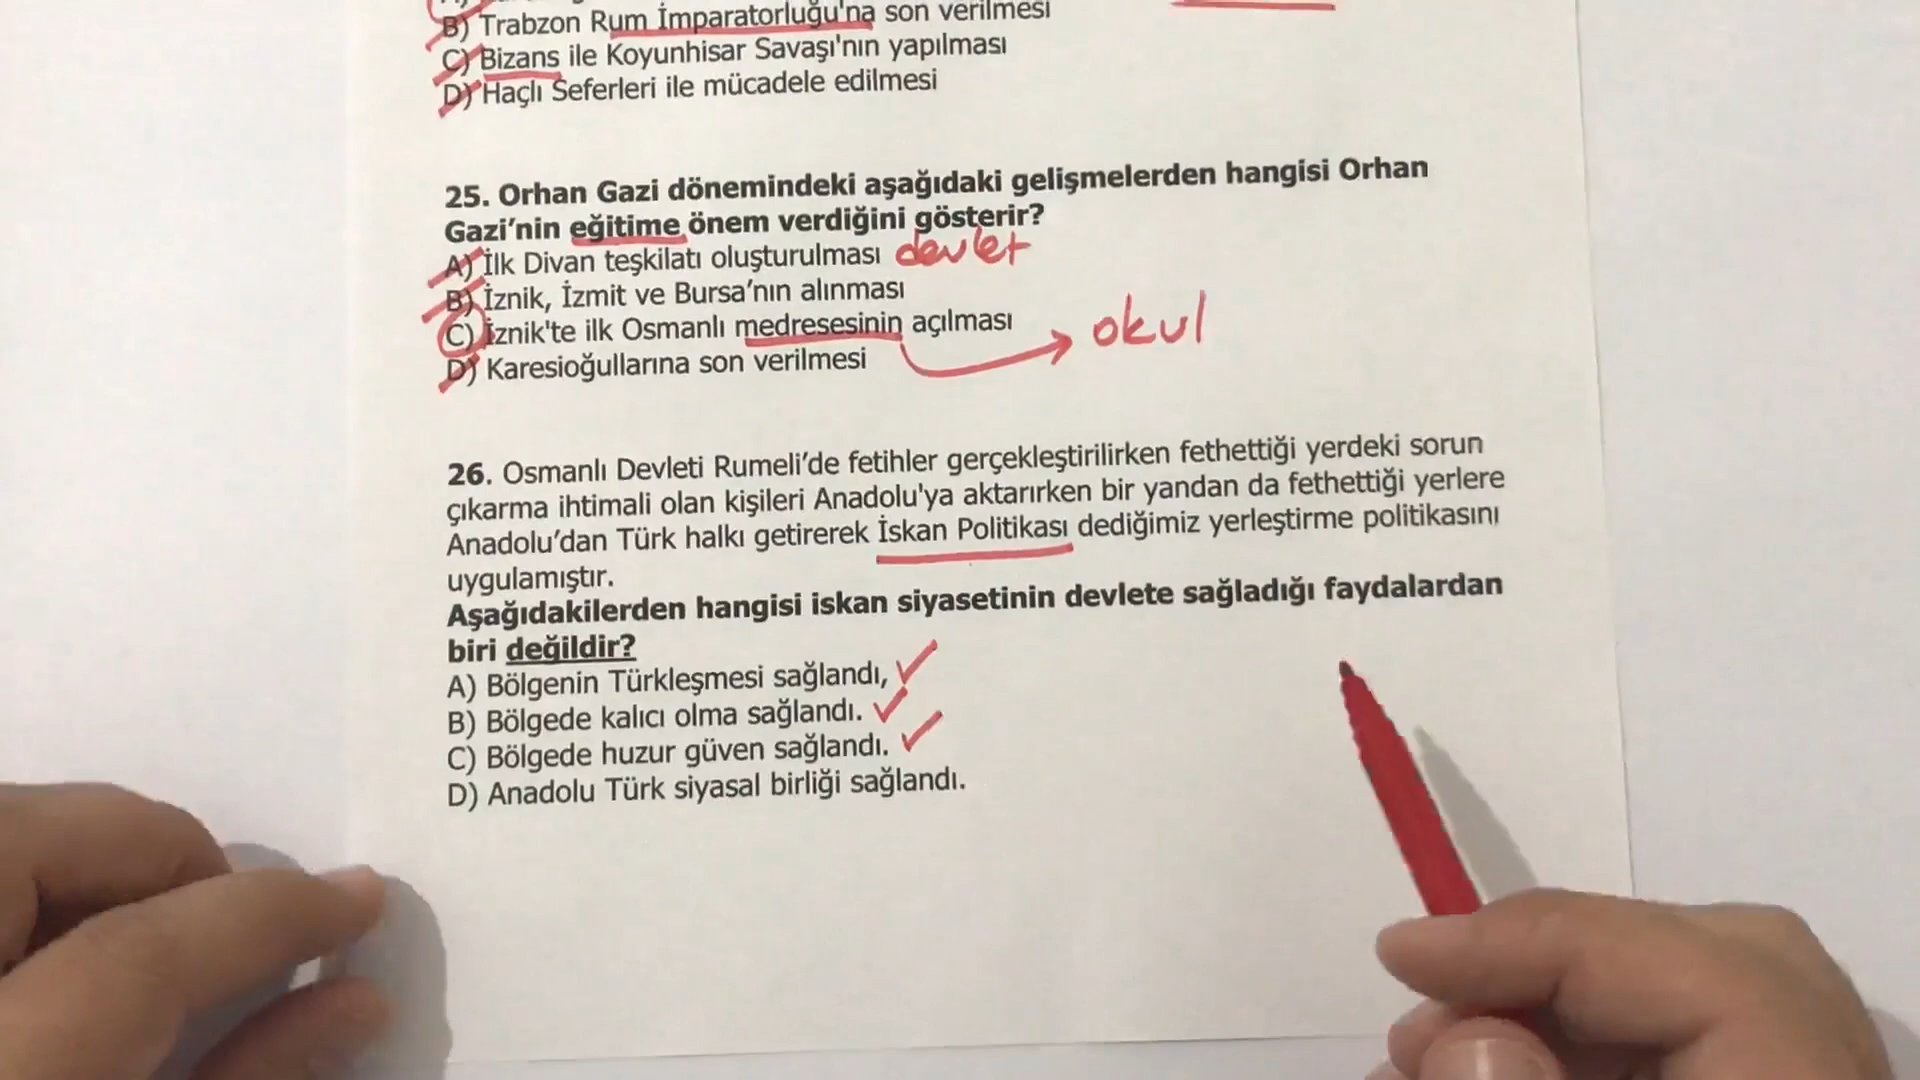 B) Trabzon Rum İmparatorluğu'na son verilmesi
C) Bizans ile Koyunhisar Savaşı'nın yapılması
D) Haçlı Seferleri ile mücadele edilmesi
25. Orhan Gazi dönemindeki aşağıdaki gelişmelerden hangisi Orhan
Gazi’nin eğitime önem verdiğini gösterir?
A) İlk Divan teşkilatı oluşturulması devlet
B) İznik, İzmit ve Bursa’nın alınması
C) İznik'te ilk Osmanlı medresesinin açılması okul
D) Karesioğullarına son verilmesi
26. Osmanlı Devleti Rumeli’de fetihler gerçekleştirilirken fethettiği yerdeki sorun
çıkarma ihtimali olan kişileri Anadolu'ya aktarırken bir yandan da fethettiği yerlere
Anadolu’dan Türk halkı getirerek İskan Politikası dediğimiz yerleştirme politikasını
uygulamıştır.
Aşağıdakilerden hangisi iskan siyasetinin devlete sağladığı faydalardan
biri değildir?
A) Bölgenin Türkleşmesi sağlandı,
B) Bölgede kalıcı olma sağlandı.
C) Bölgede huzur güven sağlandı.
D) Anadolu Türk siyasal birliği sağlandı.